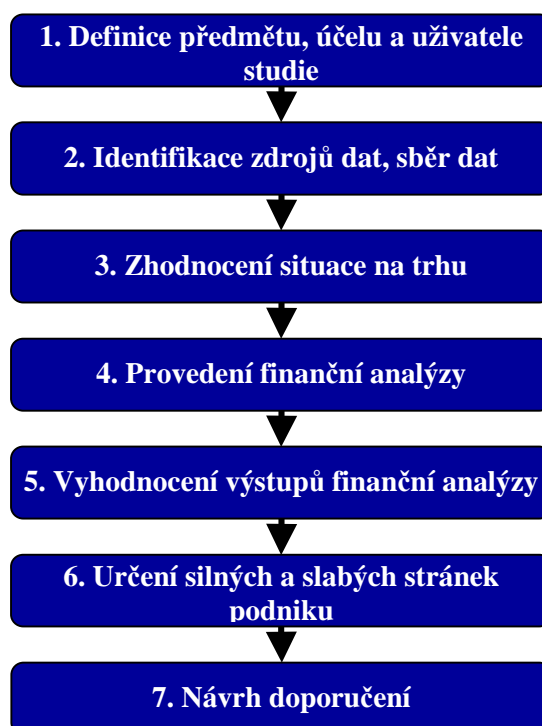 1. Definice předmětu, účelu a uživatele
studie
2. Identifikace zdrojů dat, sběr dat
3. Zhodnocení situace na trhu
4. Provedení finanční analýzy
5. Vyhodnocení výstupů finanční analýzy
6. Určení silných a slabých stránek
podniku
7. Návrh doporučení